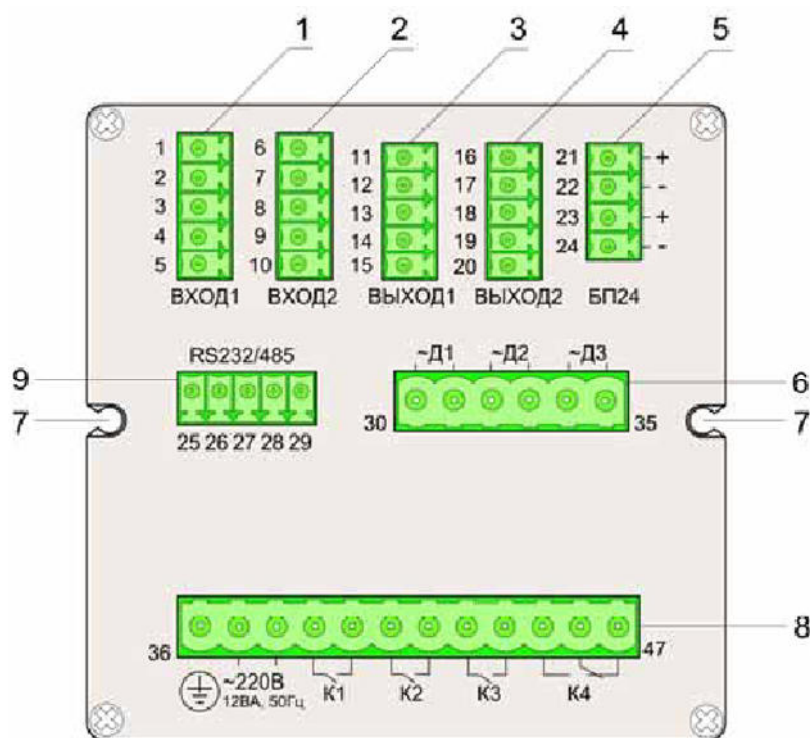 1 2 3 4 5
1 6 11 16 21 +
2 7 12 17 22 -
3 8 13 18 23 +
4 9 14 19 24 -
5 10 15 20
ВХОД1 ВХОД2 ВЫХОД1 ВЫХОД2 БП24
RS232/485 ~Д1 ~Д2 ~Д3
9 6
7 30 35 7
25 26 27 28 29
8
36 47
~220В К1 К2 К3 К4
12ВА, 50Гц